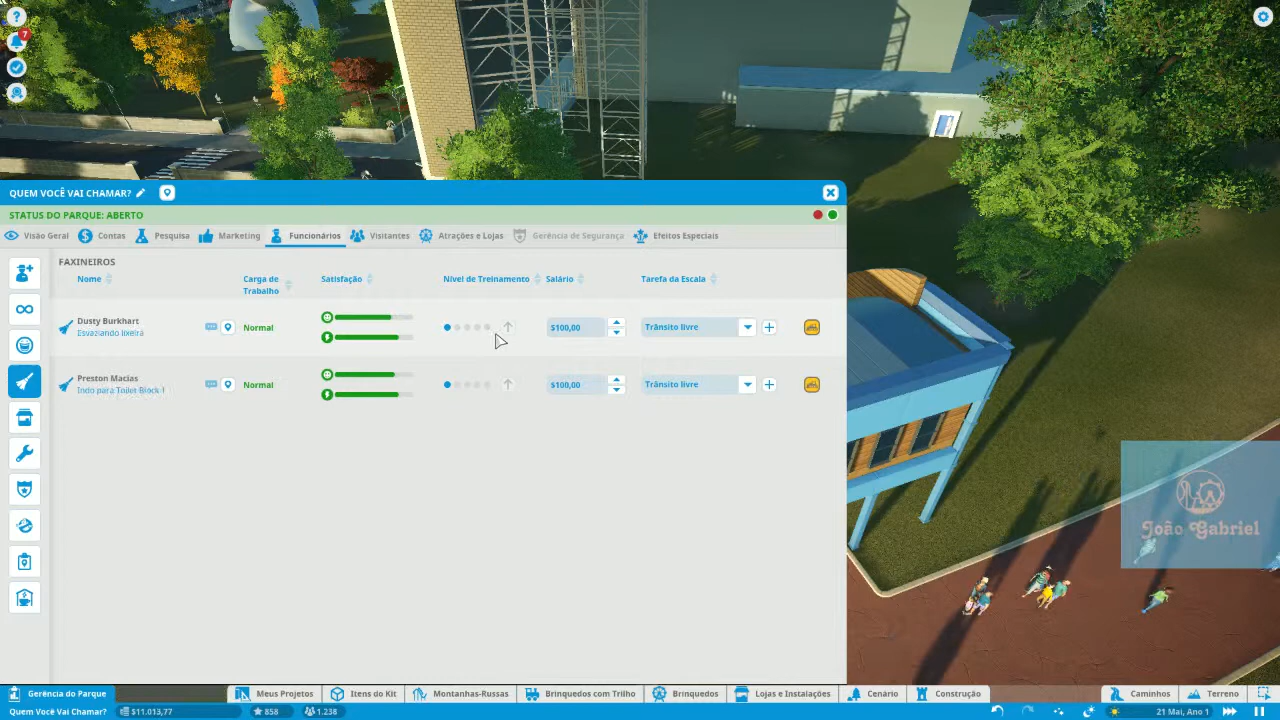 7
QUEM VOCÊ VAI CHAMAR?
STATUS DO PARQUE: ABERTO
Visão Geral Contas Pesquisa Marketing Funcionários Visitantes Atrações e Lojas Gerência de Segurança Efeitos Especiais
FAXINEIROS
Nome Carga de Trabalho Satisfação Nível de Treinamento Salário Tarefa da Escala
Dusty Burkhart
Esvaziando lixeira
Normal $100,00 Trânsito livre
Preston Macias
Indo para Toilet Block 1
Normal $100,00 Trânsito livre
João Gabriel
Gerência do Parque Meus Projetos Itens do Kit Montanhas-Russas Brinquedos com Trilho Brinquedos Lojas e Instalações Cenário Construção Caminhos Terreno
Quem Você Vai Chamar? $11.013,77 858 1.238 21 Mai, Ano 1